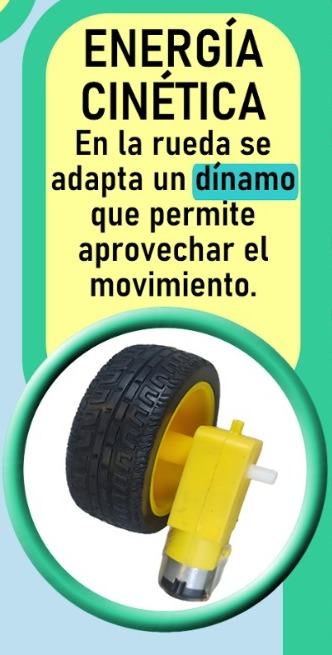 ENERGÍA
CINÉTICA
En la rueda se
adapta un dínamo
que permite
aprovechar el
movimiento.